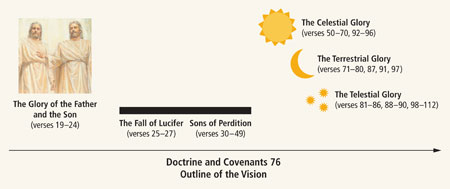 The Glory of the Father
and the Son
(verses 19–24)
The Fall of Lucifer
(verses 25–27)
Sons of Perdition
(verses 30–49)
The Celestial Glory
(verses 50–70, 92–96)
The Terrestrial Glory
(verses 71–80, 87, 91, 97)
The Telestial Glory
(verses 81–86, 88–90, 98–112)
Doctrine and Covenants 76
Outline of the Vision